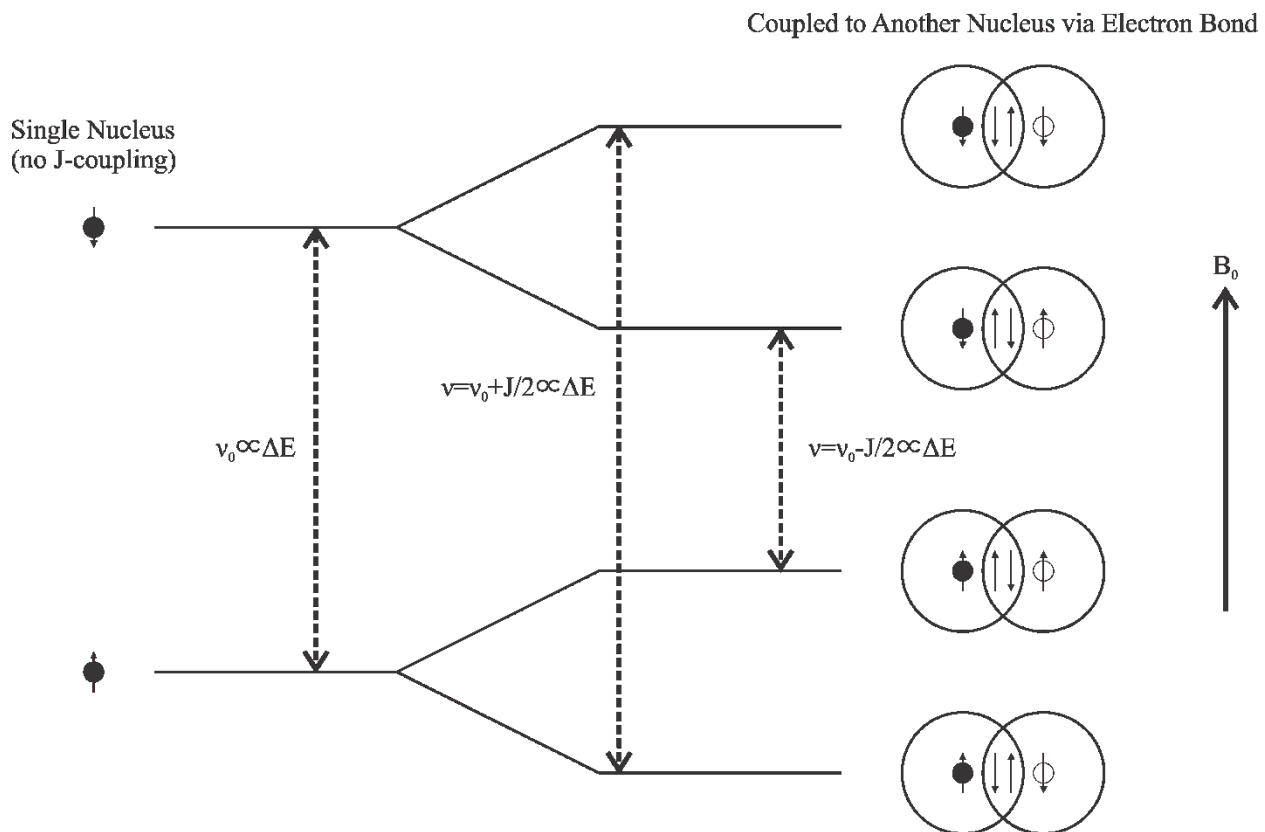 Coupled to Another Nucleus via Electron Bond
Single Nucleus
(no J-coupling)
B₀
ν=ν₀+J/2∝ΔE
ν₀∝ΔE
ν=ν₀-J/2∝ΔE